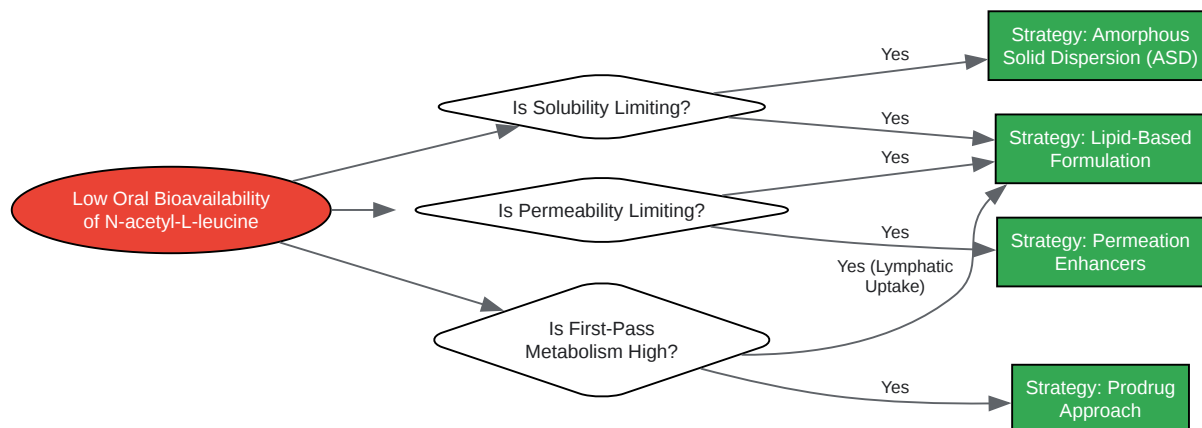 Low Oral Bioavailability
of N-acetyl-L-leucine
Is Solubility Limiting?
Is Permeability Limiting?
Is First-Pass
Metabolism High?
Yes
Yes
Yes
Yes
Yes (Lymphatic
Uptake)
Yes
Strategy: Amorphous
Solid Dispersion (ASD)
Strategy: Lipid-Based
Formulation
Strategy: Permeation
Enhancers
Strategy: Prodrug
Approach